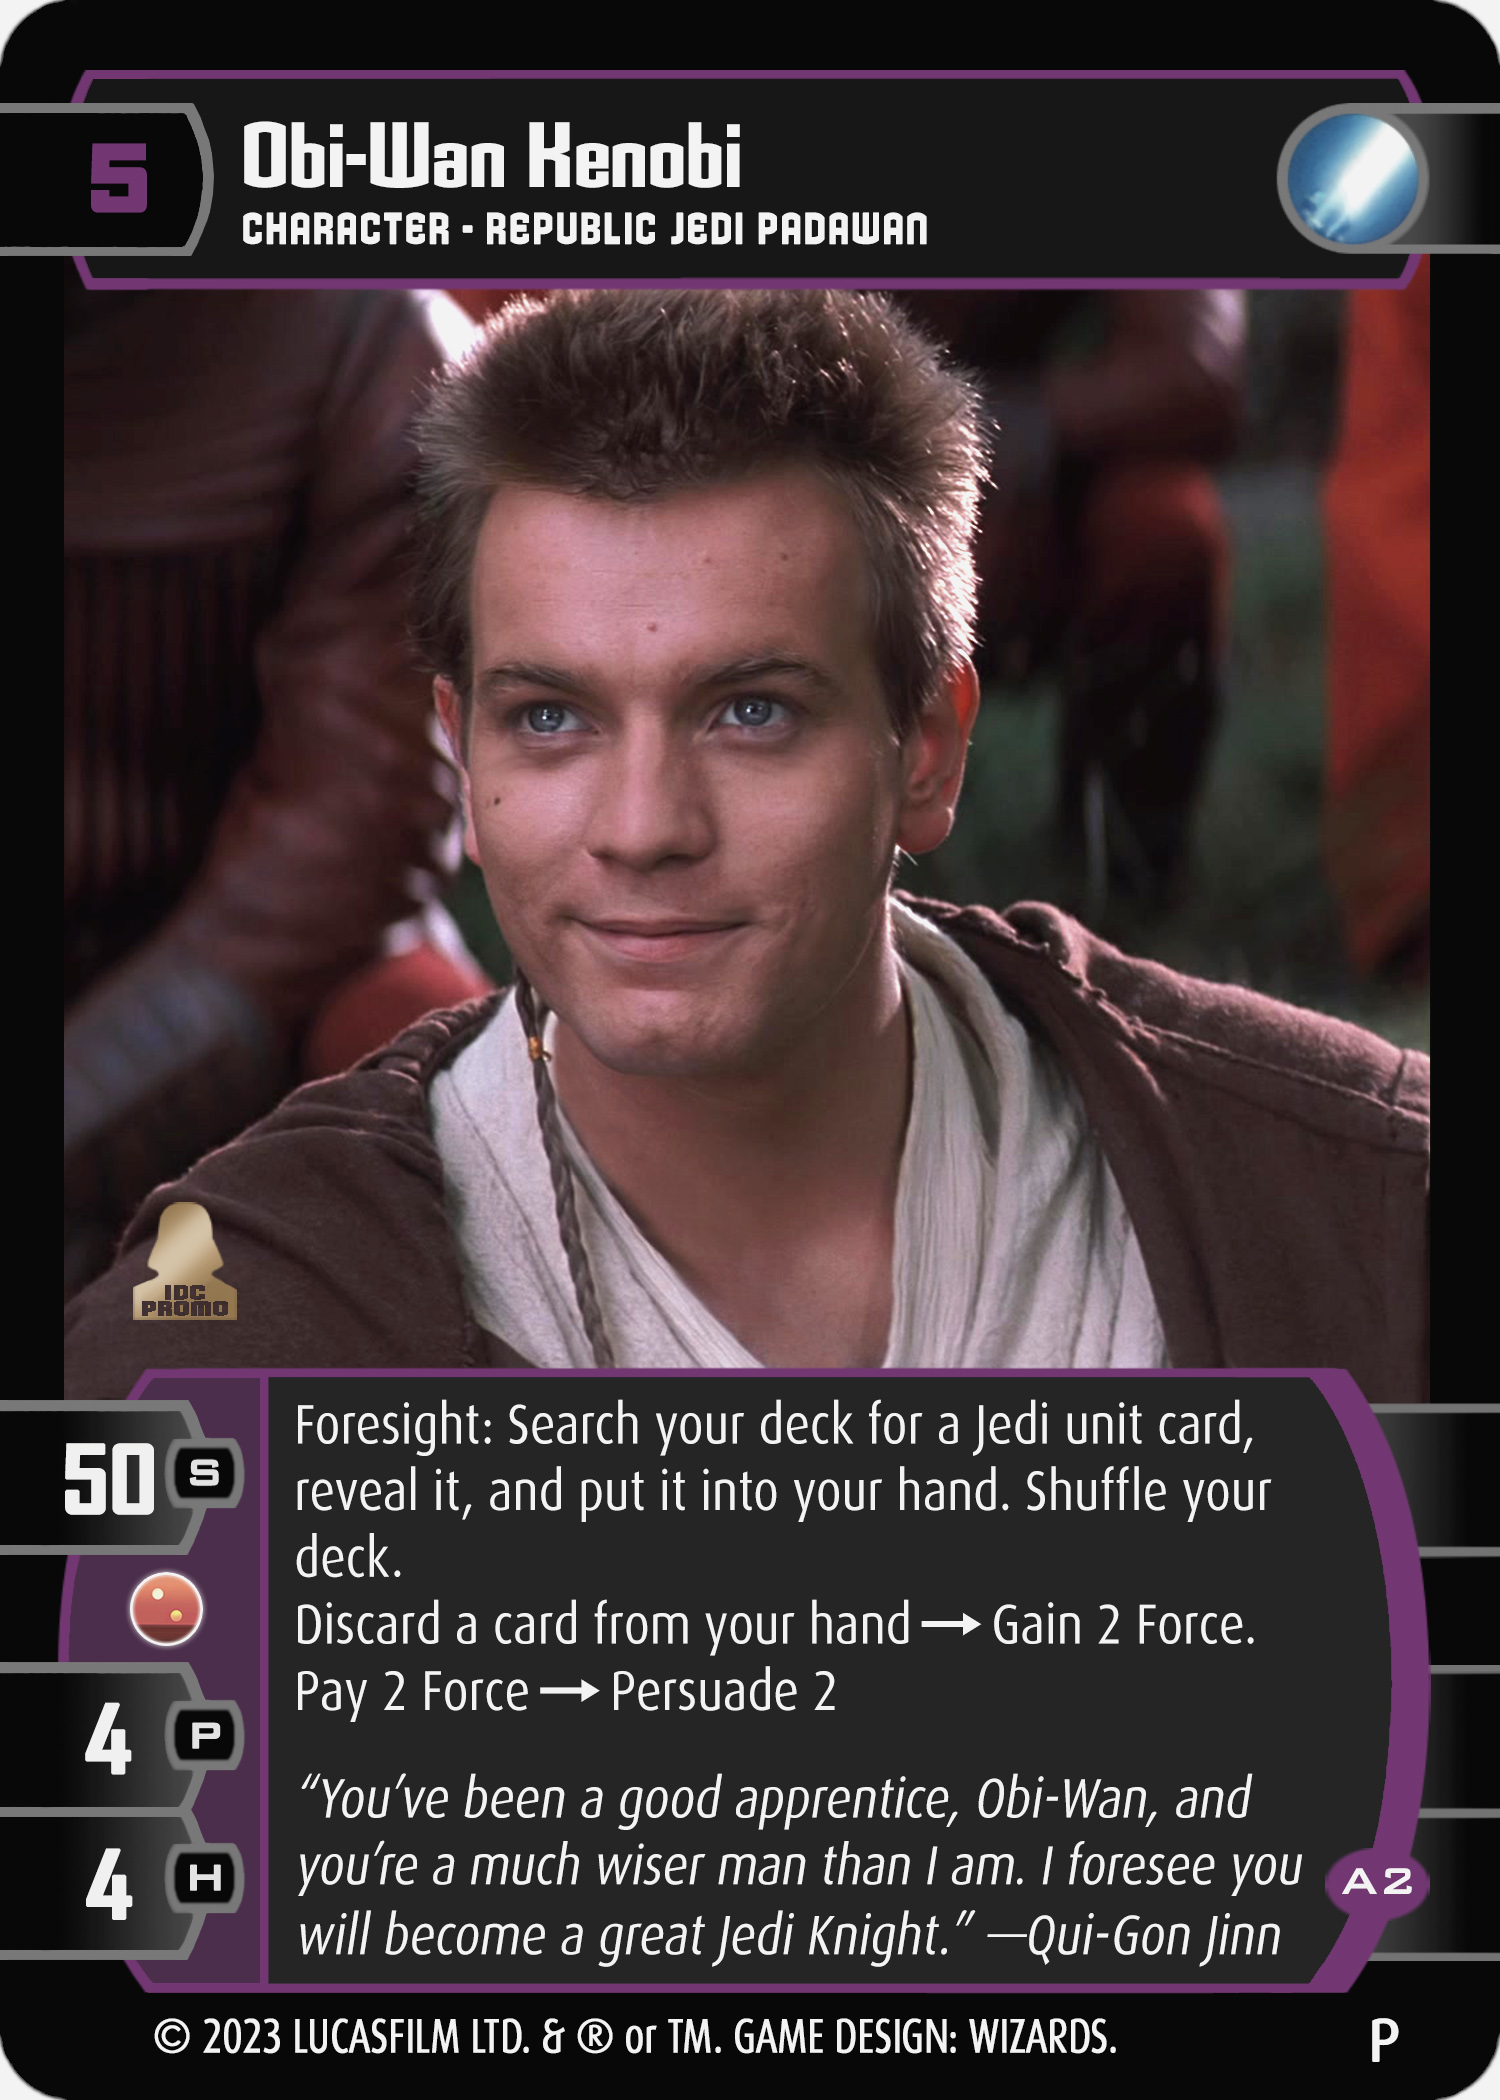 5
Obi-Wan Kenobi
CHARACTER - REPUBLIC JEDI PADAWAN
IDC
PROMO
50 S
4 P
4 H
Foresight: Search your deck for a Jedi unit card,
reveal it, and put it into your hand. Shuffle your
deck.
Discard a card from your hand → Gain 2 Force.
Pay 2 Force → Persuade 2
“You’ve been a good apprentice, Obi-Wan, and
you’re a much wiser man than I am. I foresee you
will become a great Jedi Knight.” —Qui-Gon Jinn
A2
© 2023 LUCASFILM LTD. & ® or TM. GAME DESIGN: WIZARDS.
P